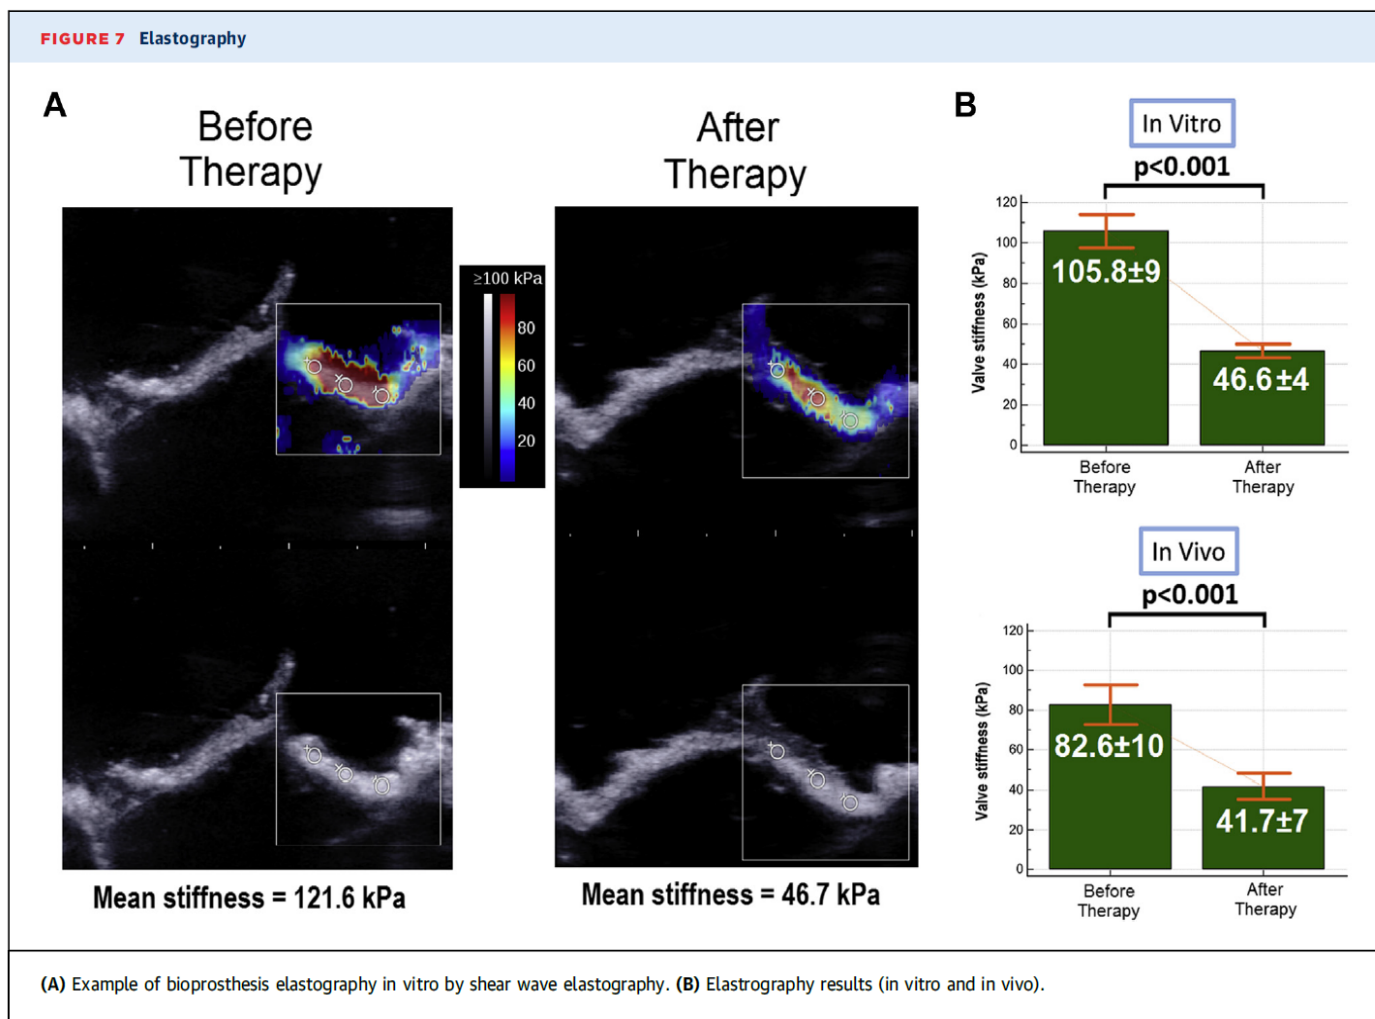 FIGURE 7 Elastography
A
Before
Therapy
After
Therapy
≥100 kPa
80
60
40
20
Mean stiffness = 121.6 kPa
Mean stiffness = 46.7 kPa
B
In Vitro
p<0.001
Valve stiffness (kPa)
120
100
80
60
40
20
0
105.8±9
46.6±4
Before
Therapy
After
Therapy
In Vivo
p<0.001
Valve stiffness (kPa)
120
100
80
60
40
20
0
82.6±10
41.7±7
Before
Therapy
After
Therapy
(A) Example of bioprosthesis elastography in vitro by shear wave elastography. (B) Elastrography results (in vitro and in vivo).